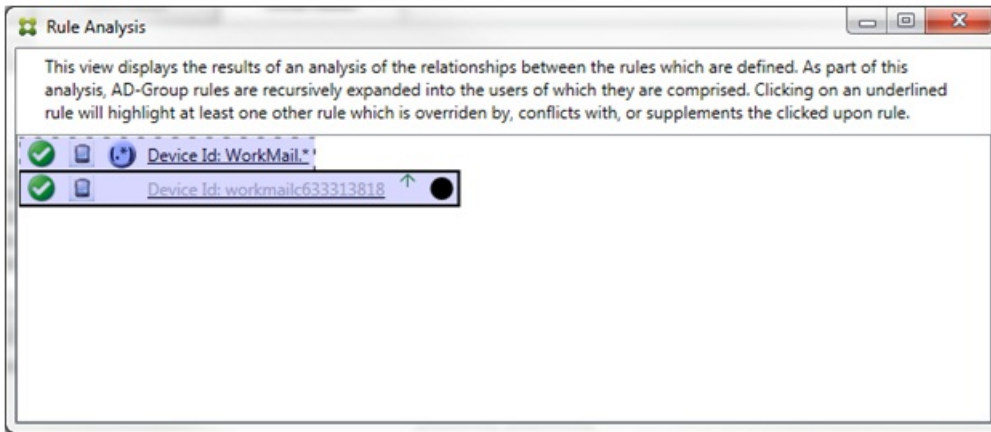 Rule Analysis
This view displays the results of an analysis of the relationships between the rules which are defined. As part of this
analysis, AD-Group rules are recursively expanded into the users of which they are comprised. Clicking on an underlined
rule will highlight at least one other rule which is overriden by, conflicts with, or supplements the clicked upon rule.
(.*) Device Id: WorkMail.*
Device Id: workmailc633313818